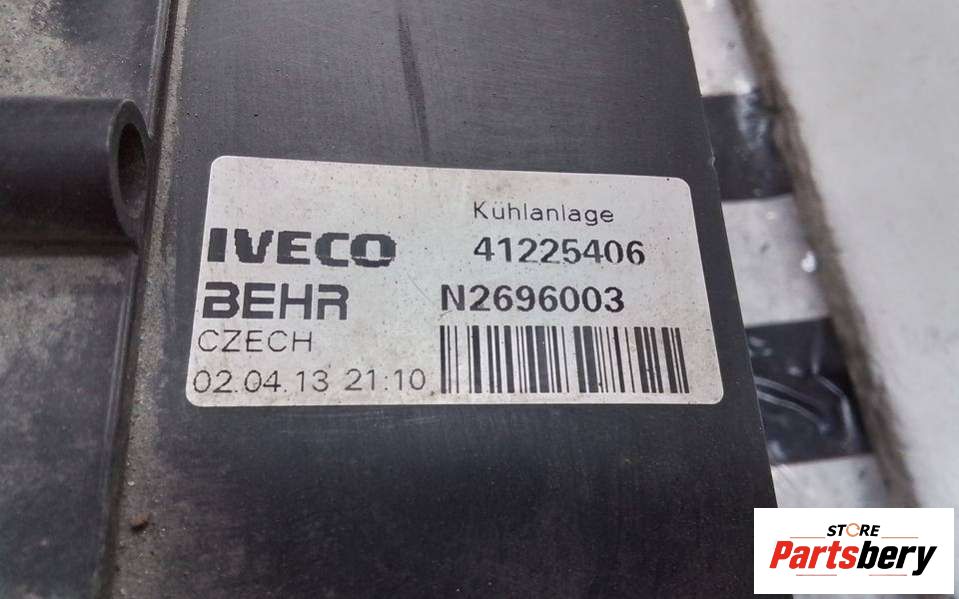 Kühlanlage
IVECO 41225406
BEHR N2696003
CZECH
02.04.13 21:10
STORE
Partsbery